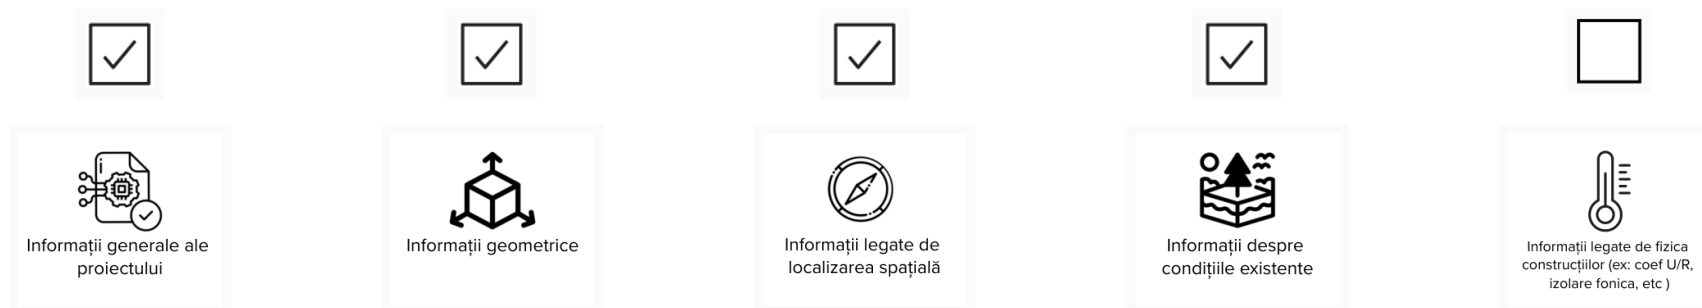 Informații generale ale
proiectului
Informații geometrice
Informații legate de
localizarea spațială
Informații despre
condițiile existente
Informații legate de fizica
construcțiilor (ex: coef U/R,
izolare fonica, etc )